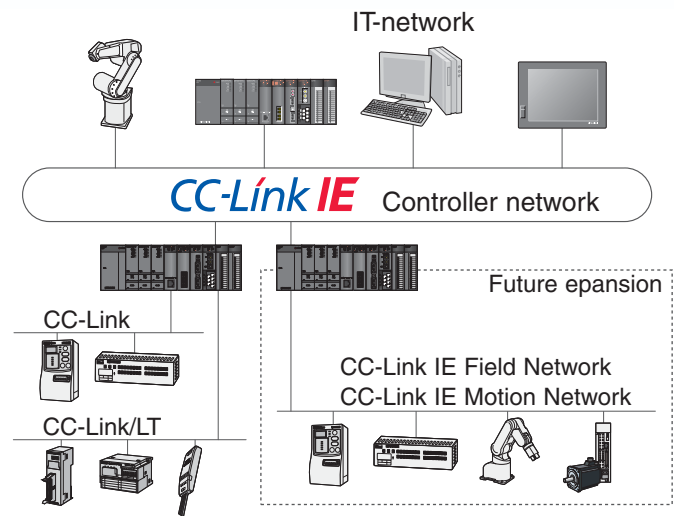 IT-network
CC-Link IE Controller network
Future epansion
CC-Link
CC-Link IE Field Network
CC-Link IE Motion Network
CC-Link/LT